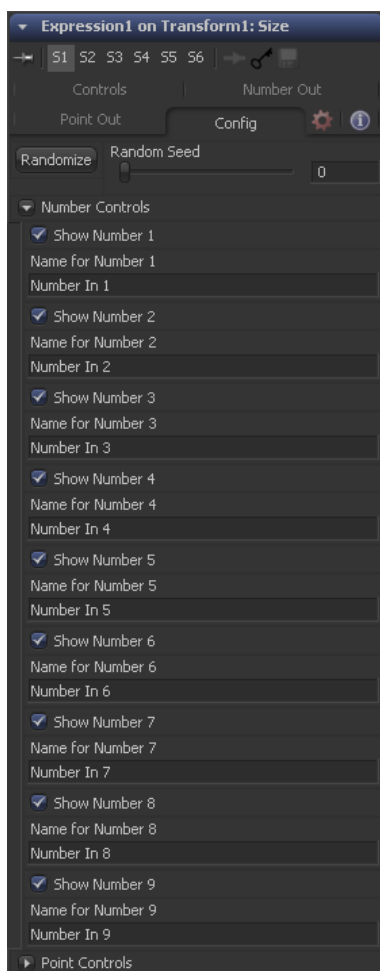 Expression1 on Transform1: Size
S1 S2 S3 S4 S5 S6
Controls Number Out
Point Out Config
Randomize Random Seed
0
Number Controls
Show Number 1
Name for Number 1
Number In 1
Show Number 2
Name for Number 2
Number In 2
Show Number 3
Name for Number 3
Number In 3
Show Number 4
Name for Number 4
Number In 4
Show Number 5
Name for Number 5
Number In 5
Show Number 6
Name for Number 6
Number In 6
Show Number 7
Name for Number 7
Number In 7
Show Number 8
Name for Number 8
Number In 8
Show Number 9
Name for Number 9
Number In 9
Point Controls